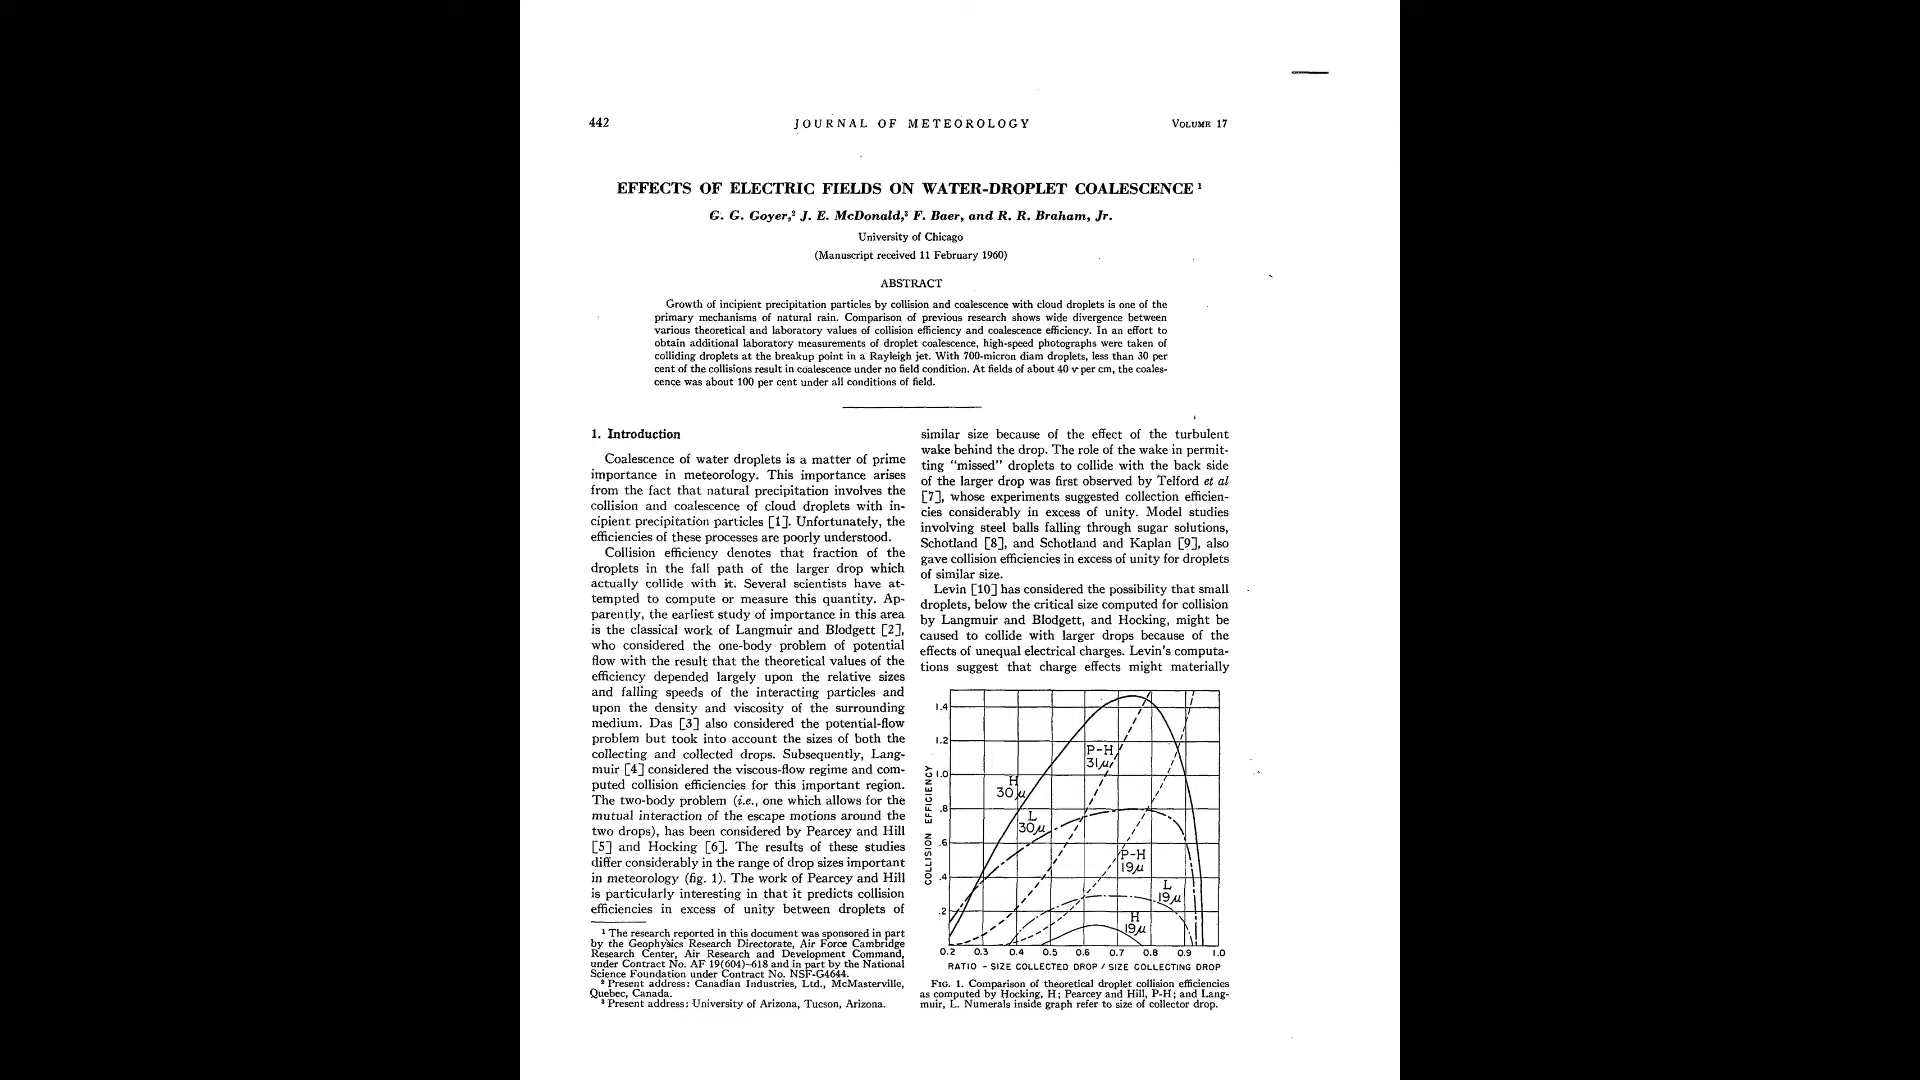 442
JOURNAL OF METEOROLOGY
VOLUME 17
EFFECTS OF ELECTRIC FIELDS ON WATER-DROPLET COALESCENCE ¹
G. G. Goyer,² J. E. McDonald,³ F. Baer, and R. R. Braham, Jr.
University of Chicago
(Manuscript received 11 February 1960)
ABSTRACT
Growth of incipient precipitation particles by collision and coalescence with cloud droplets is one of the
primary mechanisms of natural rain. Comparison of previous research shows wide divergence between
various theoretical and laboratory values of collision efficiency and coalescence efficiency. In an effort to
obtain additional laboratory measurements of droplet coalescence, high-speed photographs were taken of
colliding droplets at the breakup point in a Rayleigh jet. With 700-micron diam droplets, less than 30 per
cent of the collisions result in coalescence under no field condition. At fields of about 40 v per cm, the coales-
cence was about 100 per cent under all conditions of field.
1. Introduction
Coalescence of water droplets is a matter of prime
importance in meteorology. This importance arises
from the fact that natural precipitation involves the
collision and coalescence of cloud droplets with in-
cipient precipitation particles [1]. Unfortunately, the
efficiencies of these processes are poorly understood.
Collision efficiency denotes that fraction of the
droplets in the fall path of the larger drop which
actually collide with it. Several scientists have at-
tempted to compute or measure this quantity. Ap-
parently, the earliest study of importance in this area
is the classical work of Langmuir and Blodgett [2],
who considered the one-body problem of potential
flow with the result that the theoretical values of the
efficiency depended largely upon the relative sizes
and falling speeds of the interacting particles and
upon the density and viscosity of the surrounding
medium. Das [3] also considered the potential-flow
problem but took into account the sizes of both the
collecting and collected drops. Subsequently, Lang-
muir [4] considered the viscous-flow regime and com-
puted collision efficiencies for this important region.
The two-body problem (i.e., one which allows for the
mutual interaction of the escape motions around the
two drops), has been considered by Pearcey and Hill
[5] and Hocking [6]. The results of these studies
differ considerably in the range of drop sizes important
in meteorology (fig. 1). The work of Pearcey and Hill
is particularly interesting in that it predicts collision
efficiencies in excess of unity between droplets of
¹ The research reported in this document was sponsored in part
by the Geophysics Research Directorate, Air Force Cambridge
Research Center, Air Research and Development Command,
under Contract No. AF 19(604)-618 and in part by the National
Science Foundation under Contract No. NSF-G4644.
² Present address: Canadian Industries, Ltd., McMasterville,
Quebec, Canada.
³ Present address: University of Arizona, Tucson, Arizona.
similar size because of the effect of the turbulent
wake behind the drop. The role of the wake in permit-
ting "missed" droplets to collide with the back side
of the larger drop was first observed by Telford et al
[7], whose experiments suggested collection efficien-
cies considerably in excess of unity. Model studies
involving steel balls falling through sugar solutions,
Schotland [8], and Schotland and Kaplan [9], also
gave collision efficiencies in excess of unity for droplets
of similar size.
Levin [10] has considered the possibility that small
droplets, below the critical size computed for collision
by Langmuir and Blodgett, and Hocking, might be
caused to collide with larger drops because of the
effects of unequal electrical charges. Levin's computa-
tions suggest that charge effects might materially
COLLISION EFFICIENCY
1.4
1.2
1.0
.8
.6
.4
.2
H
30μ
L
30μ
P-H
31μ
P-H
19μ
L
19μ
H
19μ
0.2 0.3 0.4 0.5 0.6 0.7 0.8 0.9 1.0
RATIO - SIZE COLLECTED DROP / SIZE COLLECTING DROP
FIG. 1. Comparison of theoretical droplet collision efficiencies
as computed by Hocking, H; Pearcey and Hill, P-H; and Lang-
muir, L. Numerals inside graph refer to size of collector drop.